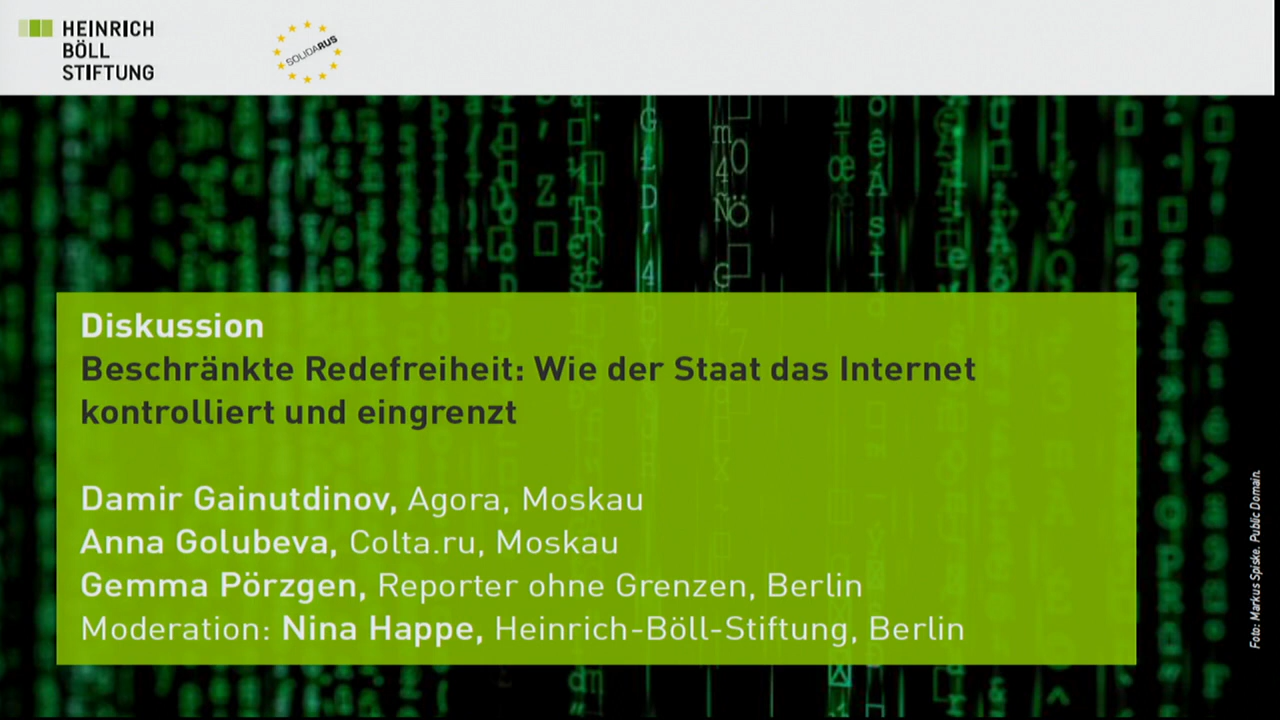 HEINRICH
BÖLL
STIFTUNG
SOLIDARUS
Diskussion
Beschränkte Redefreiheit: Wie der Staat das Internet
kontrolliert und eingrenzt
Damir Gainutdinov, Agora, Moskau
Anna Golubeva, Colta.ru, Moskau
Gemma Pörzgen, Reporter ohne Grenzen, Berlin
Moderation: Nina Happe, Heinrich-Böll-Stiftung, Berlin
Foto: Markus Spiske. Public Domain.